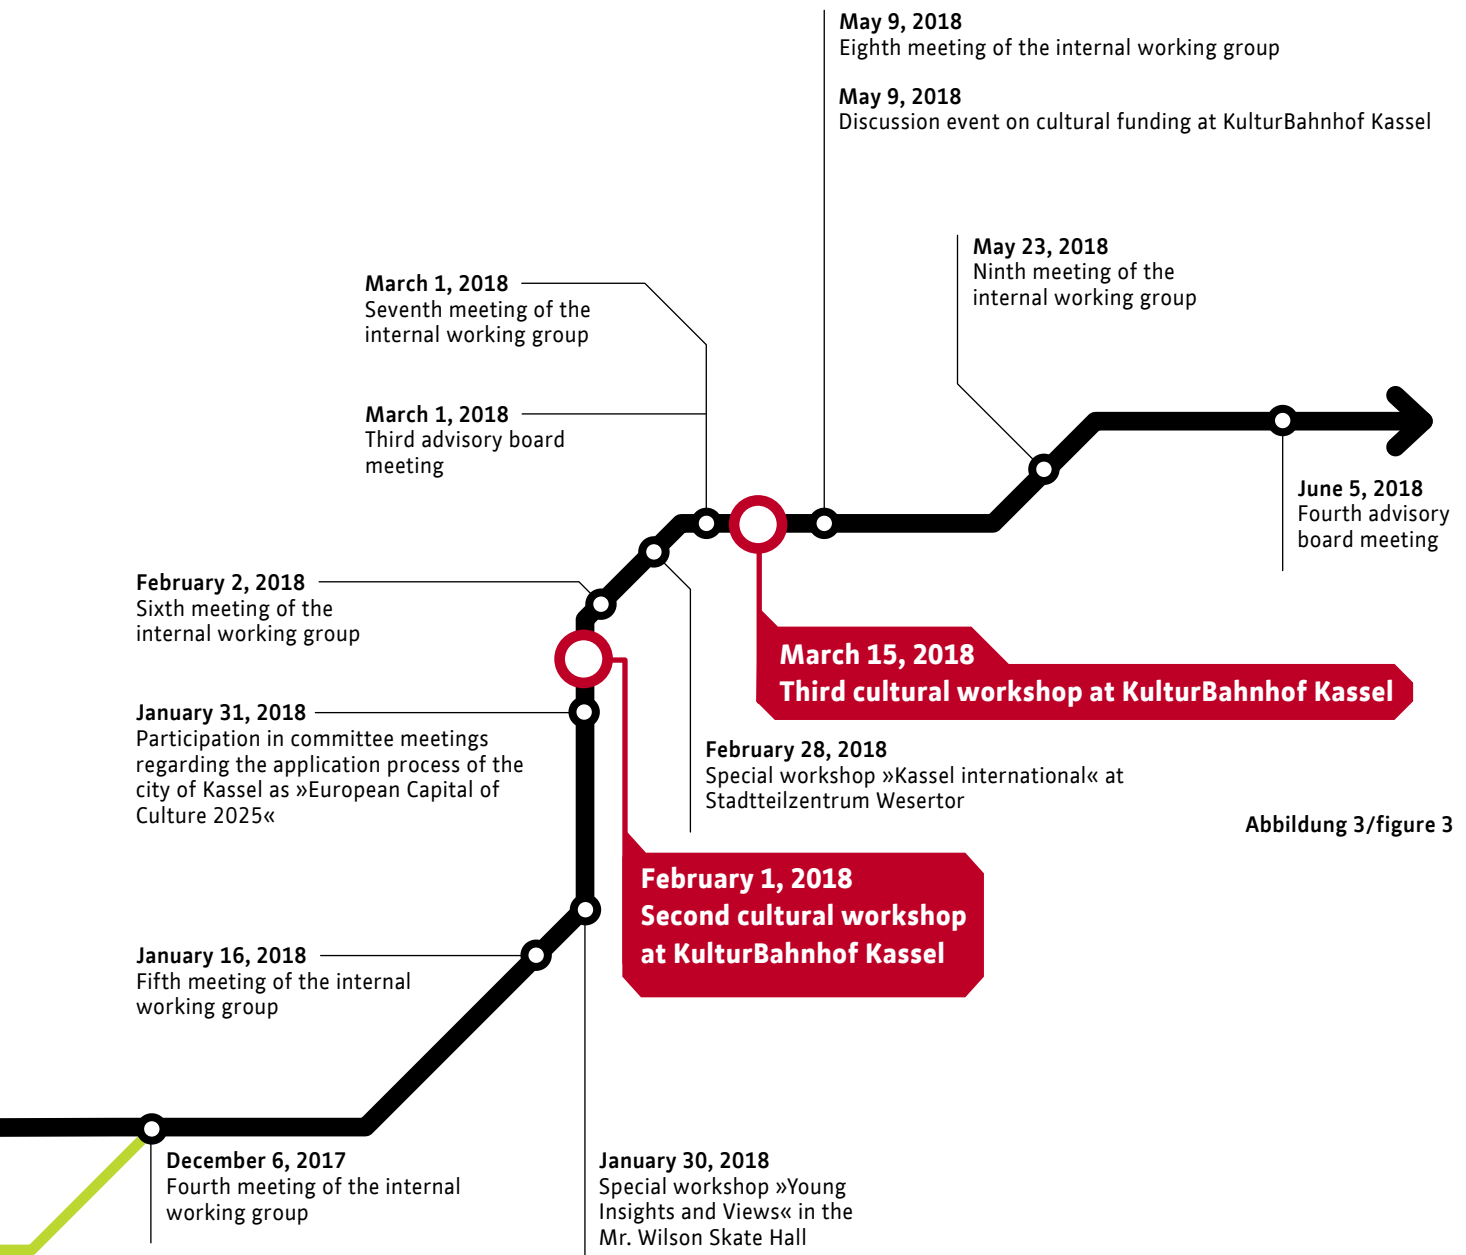 May 9, 2018
Eighth meeting of the internal working group
May 9, 2018
Discussion event on cultural funding at KulturBahnhof Kassel
May 23, 2018
Ninth meeting of the
internal working group
March 1, 2018
Seventh meeting of the
internal working group
March 1, 2018
Third advisory board
meeting
June 5, 2018
Fourth advisory
board meeting
February 2, 2018
Sixth meeting of the
internal working group
March 15, 2018
Third cultural workshop at KulturBahnhof Kassel
January 31, 2018
Participation in committee meetings
regarding the application process of the
city of Kassel as »European Capital of
Culture 2025«
February 28, 2018
Special workshop »Kassel international« at
Stadtteilzentrum Wesertor
Abbildung 3/figure 3
February 1, 2018
Second cultural workshop
at KulturBahnhof Kassel
January 16, 2018
Fifth meeting of the internal
working group
December 6, 2017
Fourth meeting of the internal
working group
January 30, 2018
Special workshop »Young
Insights and Views« in the
Mr. Wilson Skate Hall